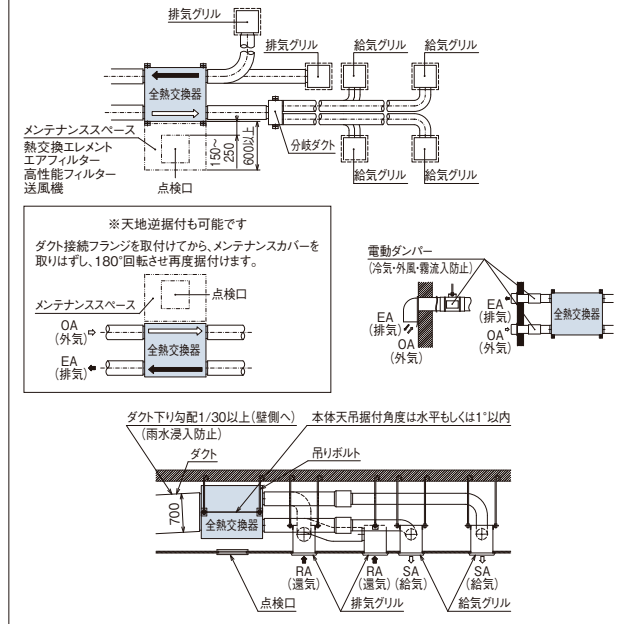 排気グリル
排気グリル
給気グリル
給気グリル
全熱交換器
メンテナンススペース
熱交換エレメント
エアフィルター
高性能フィルター
送風機
点検口
150~
250
600以上
分岐ダクト
給気グリル
給気グリル
※天地逆据付も可能です
ダクト接続フランジを取付けてから、メンテナンスカバーを
取りはずし、180°回転させ再度据付けます。
メンテナンススペース
点検口
OA
(外気)
EA
(排気)
全熱交換器
電動ダンパー
(冷気・外風・霧流入防止)
EA
(排気)
OA
(外気)
EA
(排気)
OA
(外気)
全熱交換器
ダクト下り勾配1/30以上(壁側へ)
(雨水浸入防止)
本体天吊据付角度は水平もしくは1°以内
ダクト
吊りボルト
700
全熱交換器
RA
(還気)
RA
(還気)
SA
(給気)
SA
(給気)
点検口
排気グリル
給気グリル